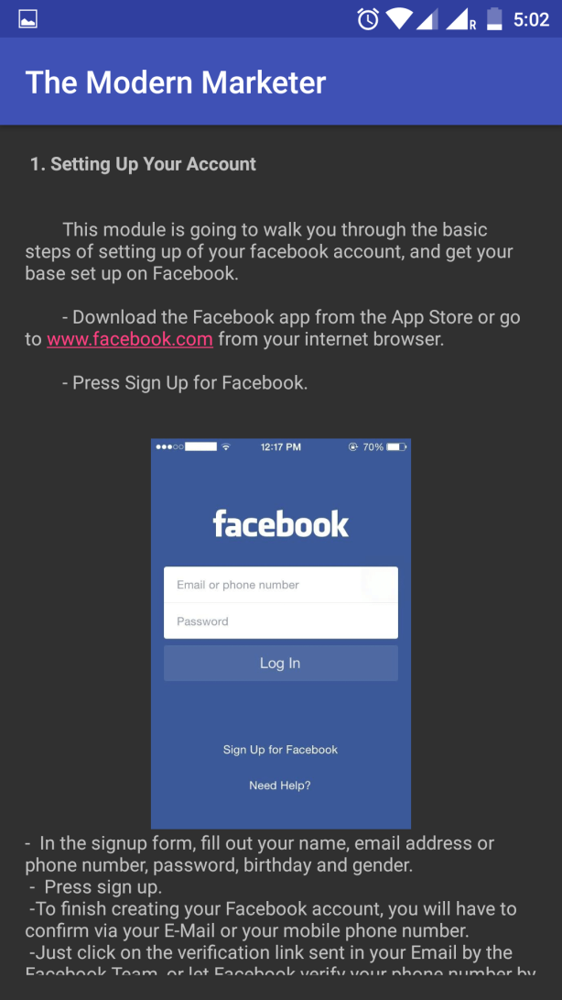 R 5:02
The Modern Marketer
1. Setting Up Your Account
This module is going to walk you through the basic
steps of setting up of your facebook account, and get your
base set up on Facebook.
- Download the Facebook app from the App Store or go
to www.facebook.com from your internet browser.
- Press Sign Up for Facebook.
12:17 PM 70%
facebook
Email or phone number
Password
Log In
Sign Up for Facebook
Need Help?
- In the signup form, fill out your name, email address or
phone number, password, birthday and gender.
- Press sign up.
-To finish creating your Facebook account, you will have to
confirm via your E-Mail or your mobile phone number.
-Just click on the verification link sent in your Email by the
Facebook Team, or let Facebook verify your phone number by